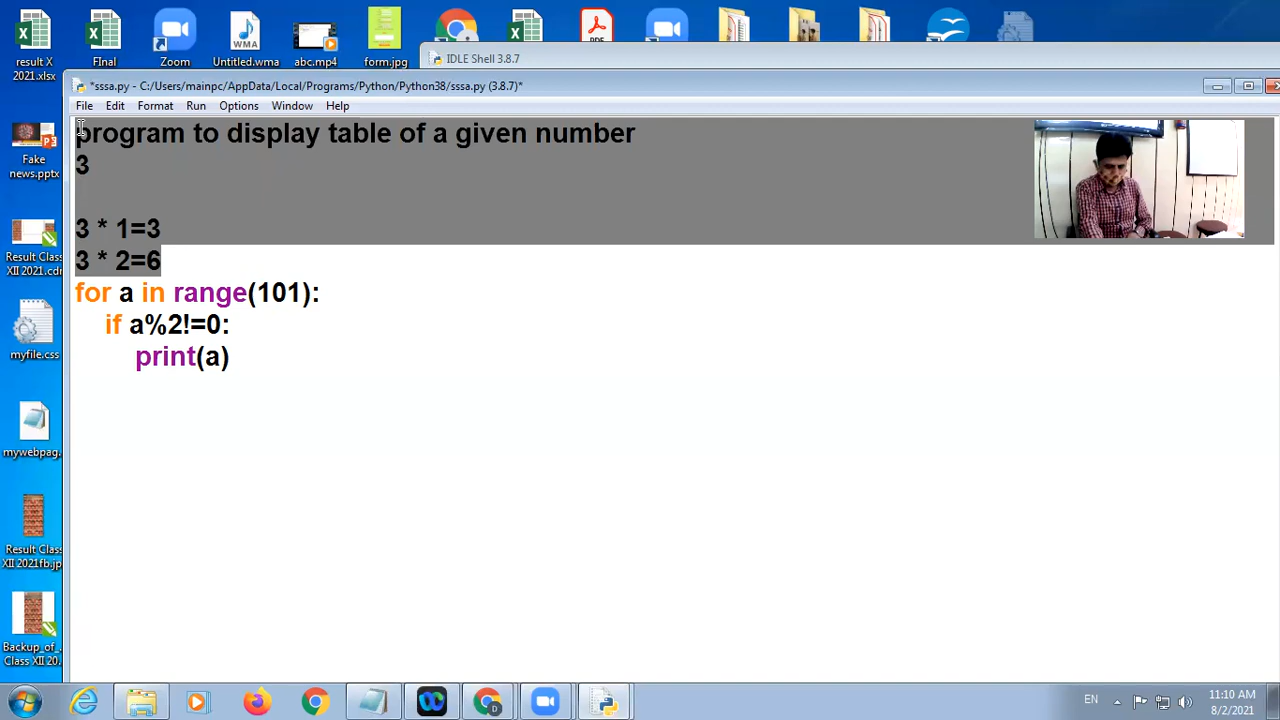 result X
2021.xlsx
FInal
Zoom
WMA
Untitled.wma
abc.mp4
form.jpg
PDF
IDLE Shell 3.8.7
*sssa.py - C:/Users/mainpc/AppData/Local/Programs/Python/Python38/sssa.py (3.8.7)*
File Edit Format Run Options Window Help
program to display table of a given number
3
3 * 1=3
3 * 2=6
for a in range(101):
if a%2!=0:
print(a)
Fake
news.pptx
Result Class
XII 2021.cdr
myfile.css
mywebpag.
Result Class
XII 2021fb.jp
Backup_of_
Class XII 20.
EN
11:10 AM
8/2/2021